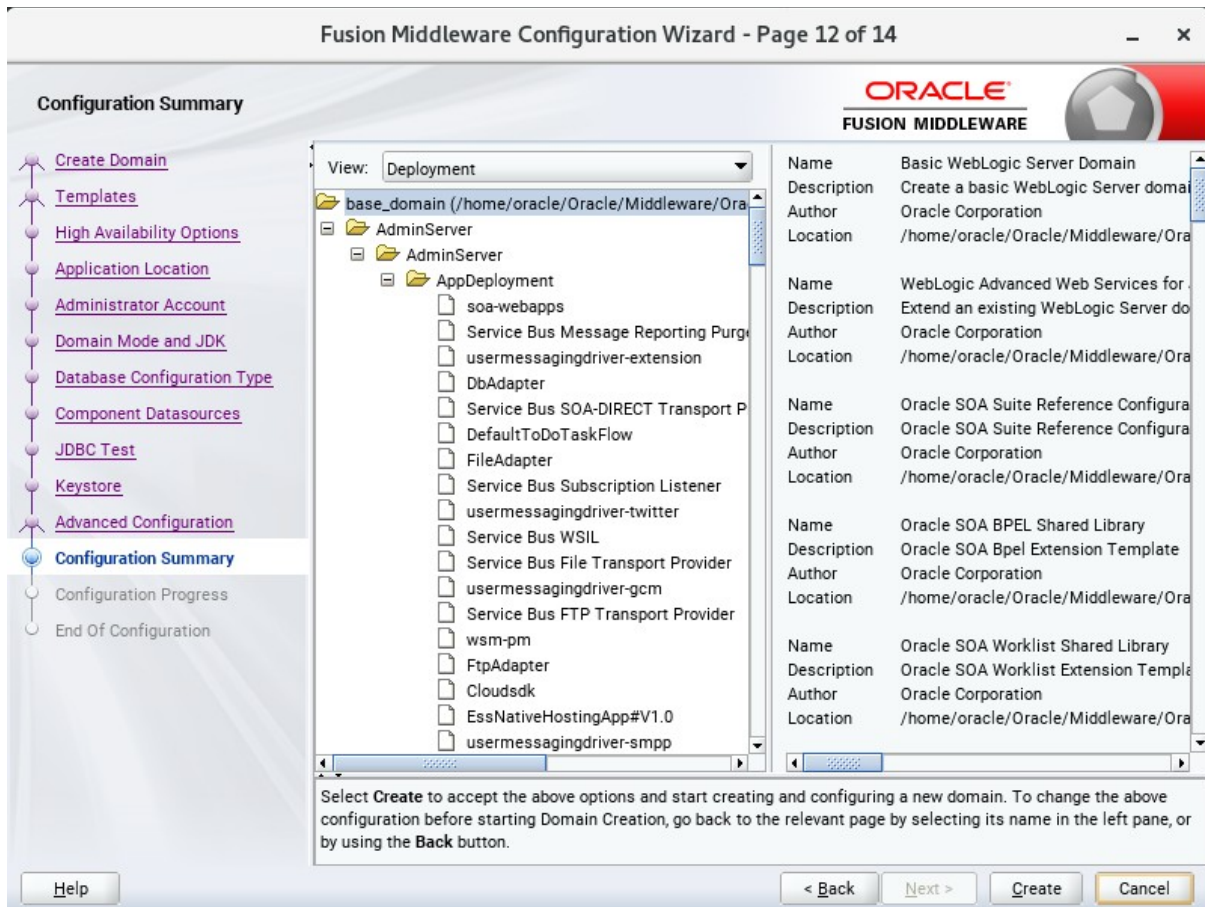 Fusion Middleware Configuration Wizard - Page 12 of 14
Configuration Summary
ORACLE
FUSION MIDDLEWARE
Create Domain
Templates
High Availability Options
Application Location
Administrator Account
Domain Mode and JDK
Database Configuration Type
Component Datasources
JDBC Test
Keystore
Advanced Configuration
Configuration Summary
Configuration Progress
End Of Configuration
View: Deployment
base_domain (/home/oracle/Oracle/Middleware/Ora
AdminServer
AdminServer
AppDeployment
soa-webapps
Service Bus Message Reporting Purg
usermessagingdriver-extension
DbAdapter
Service Bus SOA-DIRECT Transport P
DefaultToDoTaskFlow
FileAdapter
Service Bus Subscription Listener
usermessagingdriver-twitter
Service Bus WSIL
Service Bus File Transport Provider
usermessagingdriver-gcm
Service Bus FTP Transport Provider
wsm-pm
FtpAdapter
Cloudsdk
EssNativeHostingApp#V1.0
usermessagingdriver-smpp
Name Basic WebLogic Server Domain
Description Create a basic WebLogic Server domai
Author Oracle Corporation
Location /home/oracle/Oracle/Middleware/Ora
Name WebLogic Advanced Web Services for
Description Extend an existing WebLogic Server do
Author Oracle Corporation
Location /home/oracle/Oracle/Middleware/Ora
Name Oracle SOA Suite Reference Configura
Description Oracle SOA Suite Reference Configura
Author Oracle Corporation
Location /home/oracle/Oracle/Middleware/Ora
Name Oracle SOA BPEL Shared Library
Description Oracle SOA Bpel Extension Template
Author Oracle Corporation
Location /home/oracle/Oracle/Middleware/Ora
Name Oracle SOA Worklist Shared Library
Description Oracle SOA Worklist Extension Templa
Author Oracle Corporation
Location /home/oracle/Oracle/Middleware/Ora
Select Create to accept the above options and start creating and configuring a new domain. To change the above
configuration before starting Domain Creation, go back to the relevant page by selecting its name in the left pane, or
by using the Back button.
Help
< Back
Next >
Create
Cancel